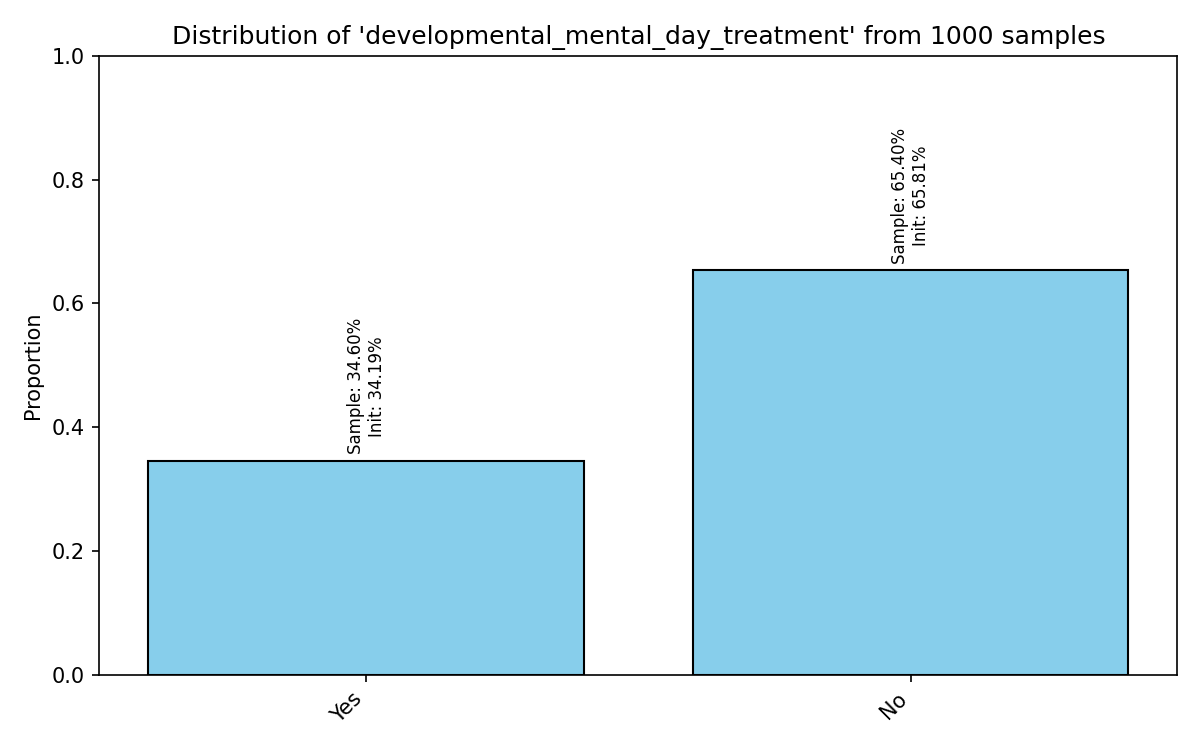 Distribution of 'developmental_mental_day_treatment' from 1000 samples
Proportion
1.0
0.8
0.6
0.4
0.2
0.0
Sample: 34.60%
Init: 34.19%
Sample: 65.40%
Init: 65.81%
Yes
No